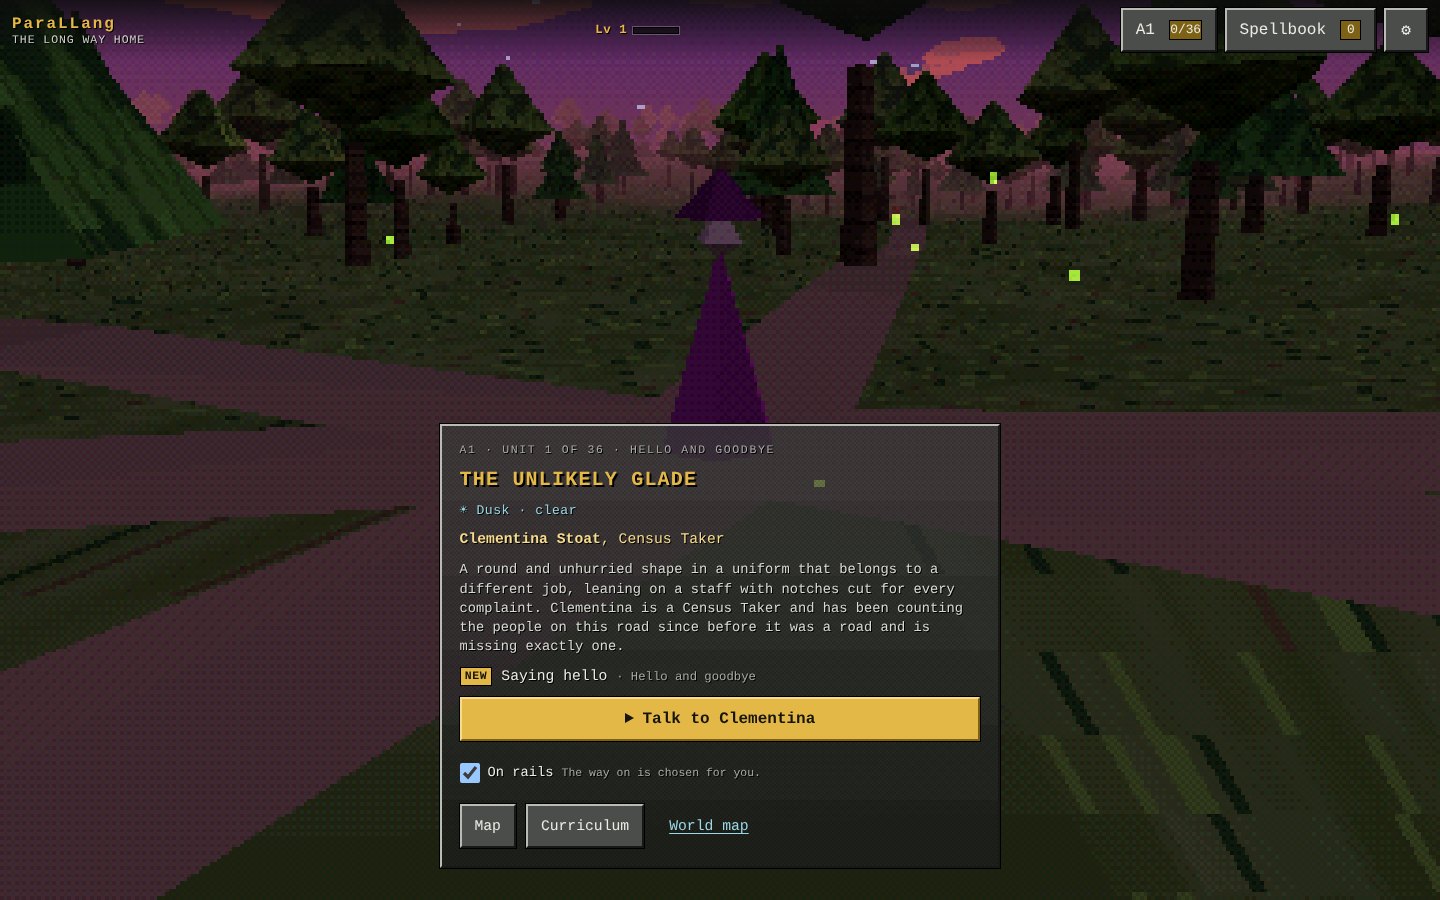 ParaLLang
THE LONG WAY HOME
Lv 1
A1 0/36
Spellbook 0
⚙
A1 · UNIT 1 OF 36 · HELLO AND GOODBYE
THE UNLIKELY GLADE
☀ Dusk · clear
Clementina Stoat, Census Taker
A round and unhurried shape in a uniform that belongs to a
different job, leaning on a staff with notches cut for every
complaint. Clementina is a Census Taker and has been counting
the people on this road since before it was a road and is
missing exactly one.
NEW Saying hello · Hello and goodbye
▶ Talk to Clementina
On rails The way on is chosen for you.
Map
Curriculum
World map